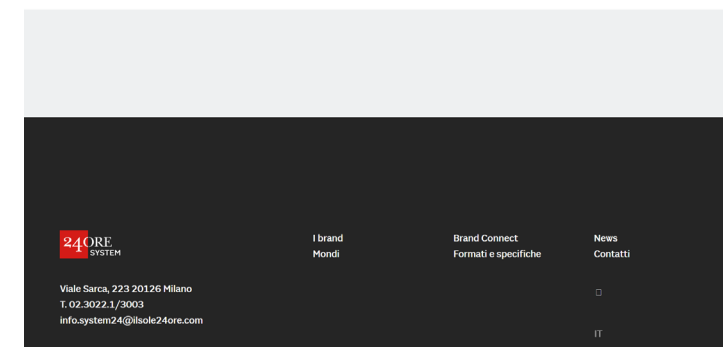 24ORE
SYSTEM
Viale Sarca, 223 20126 Milano
T. 02.3022.1/3003
info.system24@ilsole24ore.com
I brand
Mondi
Brand Connect
Formati e specifiche
News
Contatti
IT